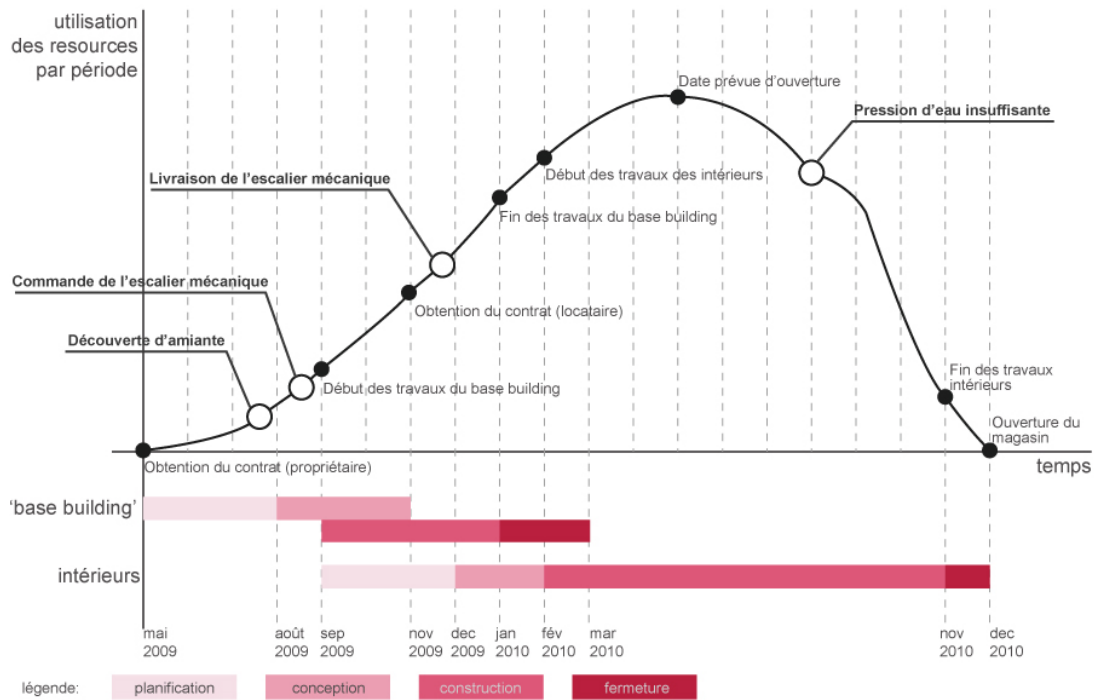 utilisation
des resources
par période
Date prévue d'ouverture
Pression d'eau insuffisante
Livraison de l'escalier mécanique
Début des travaux des intérieurs
Fin des travaux du base building
Commande de l'escalier mécanique
Obtention du contrat (locataire)
Découverte d'amiante
Début des travaux du base building
Fin des travaux
intérieurs
Ouverture du
magasin
Obtention du contrat (propriétaire)
temps
'base building'
intérieurs
mai
2009
août
2009
sep
2009
nov
2009
dec
2009
jan
2010
fév
2010
mar
2010
nov
2010
dec
2010
légende:
planification
conception
construction
fermeture